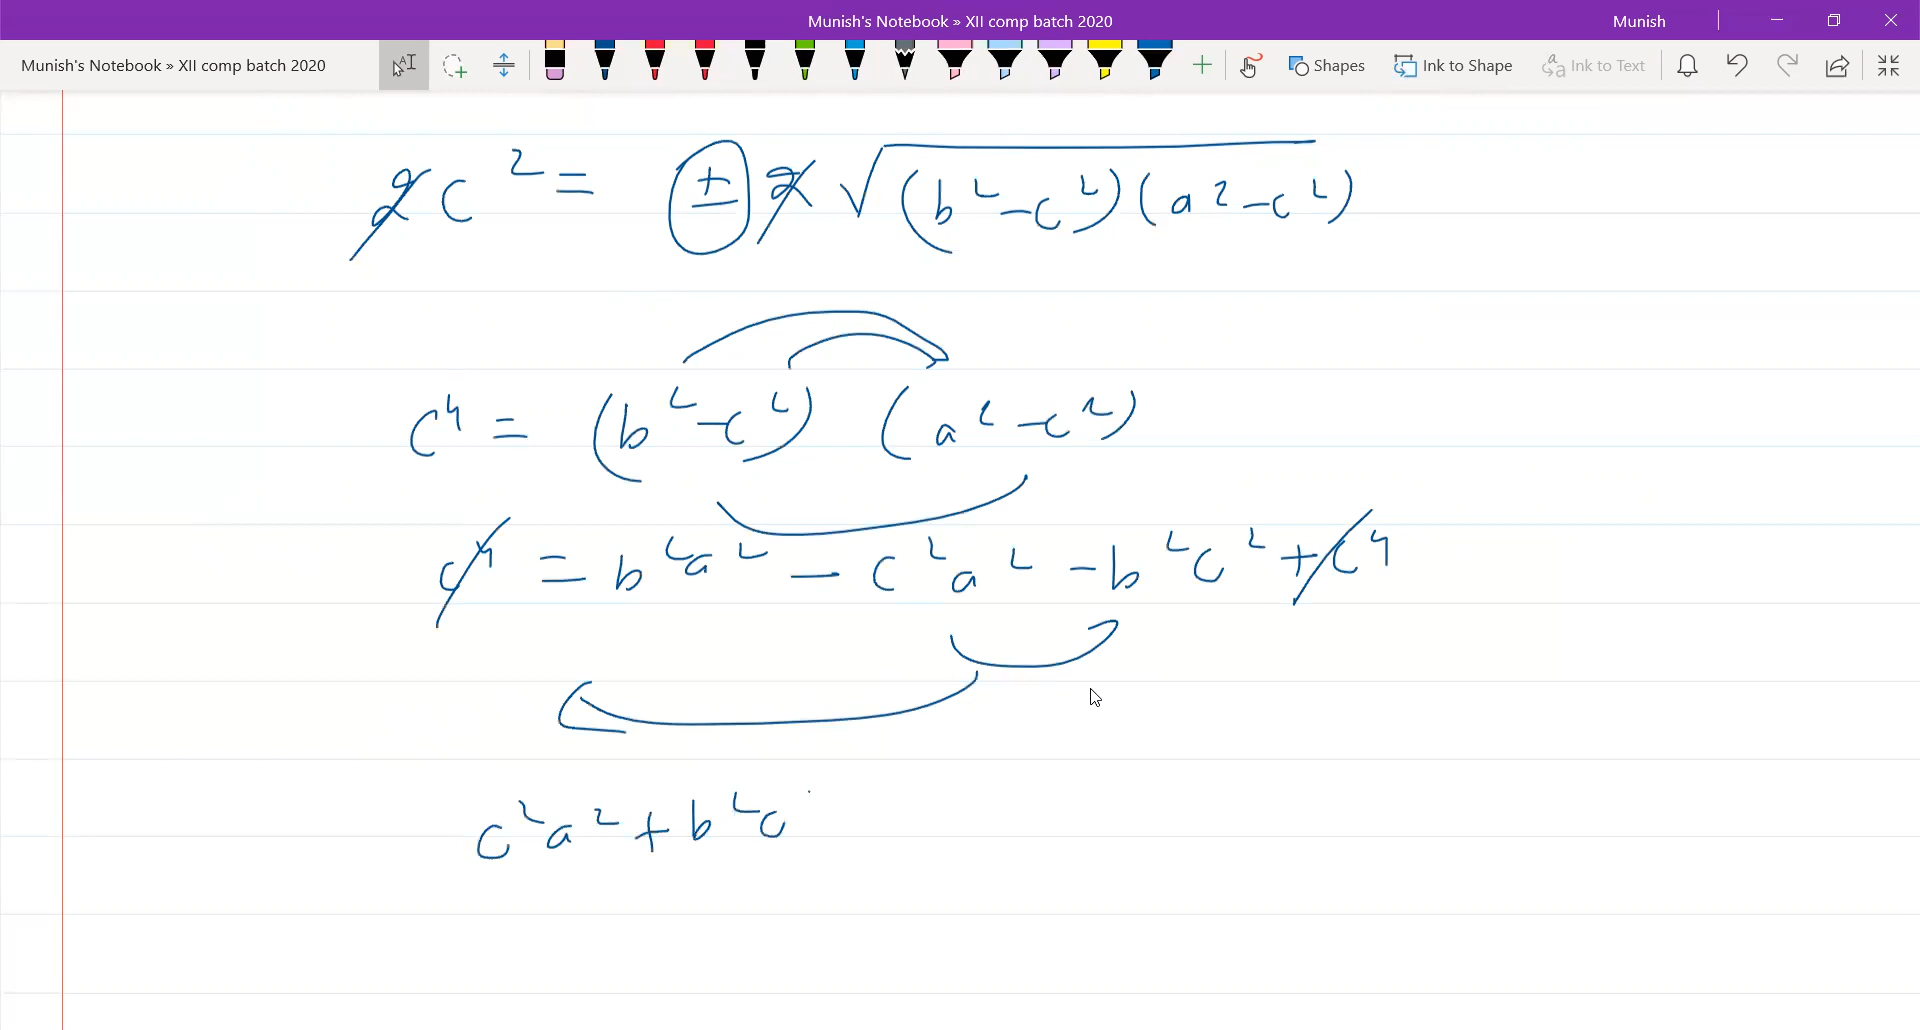 Munish's Notebook » XII comp batch 2020 Munish
Munish's Notebook » XII comp batch 2020 Shapes Ink to Shape Ink to Text
2c² = ± 2 √(b²-c²)(a²-c²)
c⁴ = (b²-c²) (a²-c²)
c⁴ = b²a² - c²a² - b²c² + c⁴
c²a² + b²c